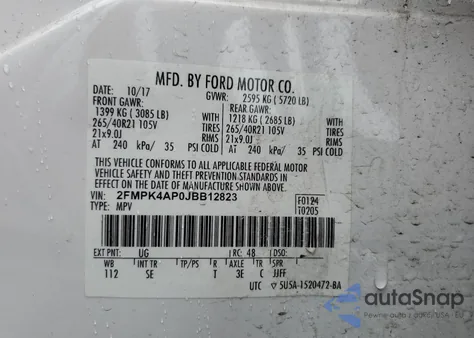 MFD. BY FORD MOTOR CO.
DATE: 10/17 GVWR: 2595 KG ( 5720 LB)
FRONT GAWR: REAR GAWR:
1399 KG ( 3085 LB) WITH 1218 KG ( 2685 LB) WITH
265/40R21 105V TIRES 265/40R21 105V TIRES
21x9.0J RIMS 21x9.0J RIMS
AT 240 kPa/ 35 PSI COLD AT 240 kPa/ 35 PSI COLD
THIS VEHICLE CONFORMS TO ALL APPLICABLE FEDERAL MOTOR
VEHICLE SAFETY AND THEFT PREVENTION STANDARDS IN
EFFECT ON THE DATE OF MANUFACTURE SHOWN ABOVE.
VIN: 2FMPK4AP0JBB12823 F0124
TYPE: MPV T0205
EXT PNT: UG RC: 48 DSO:
WB INT TR TP/PS R AXLE TR SPR
112 SE T 3E C JJFF
UTC ▽ 5U5A-1520472-BA
autoSnap